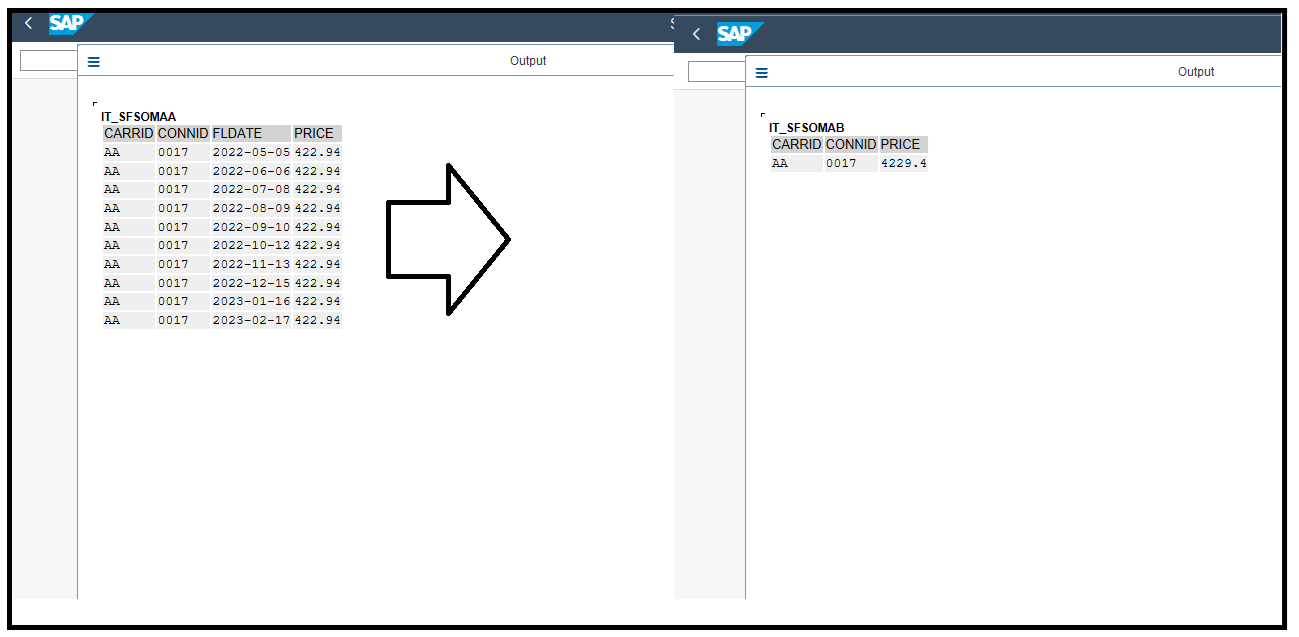 SAP
Output
IT_SFSOMAA
CARRID CONNID FLDATE PRICE
AA 0017 2022-05-05 422.94
AA 0017 2022-06-06 422.94
AA 0017 2022-07-08 422.94
AA 0017 2022-08-09 422.94
AA 0017 2022-09-10 422.94
AA 0017 2022-10-12 422.94
AA 0017 2022-11-13 422.94
AA 0017 2022-12-15 422.94
AA 0017 2023-01-16 422.94
AA 0017 2023-02-17 422.94
SAP
Output
IT_SFSOMAB
CARRID CONNID PRICE
AA 0017 4229.4